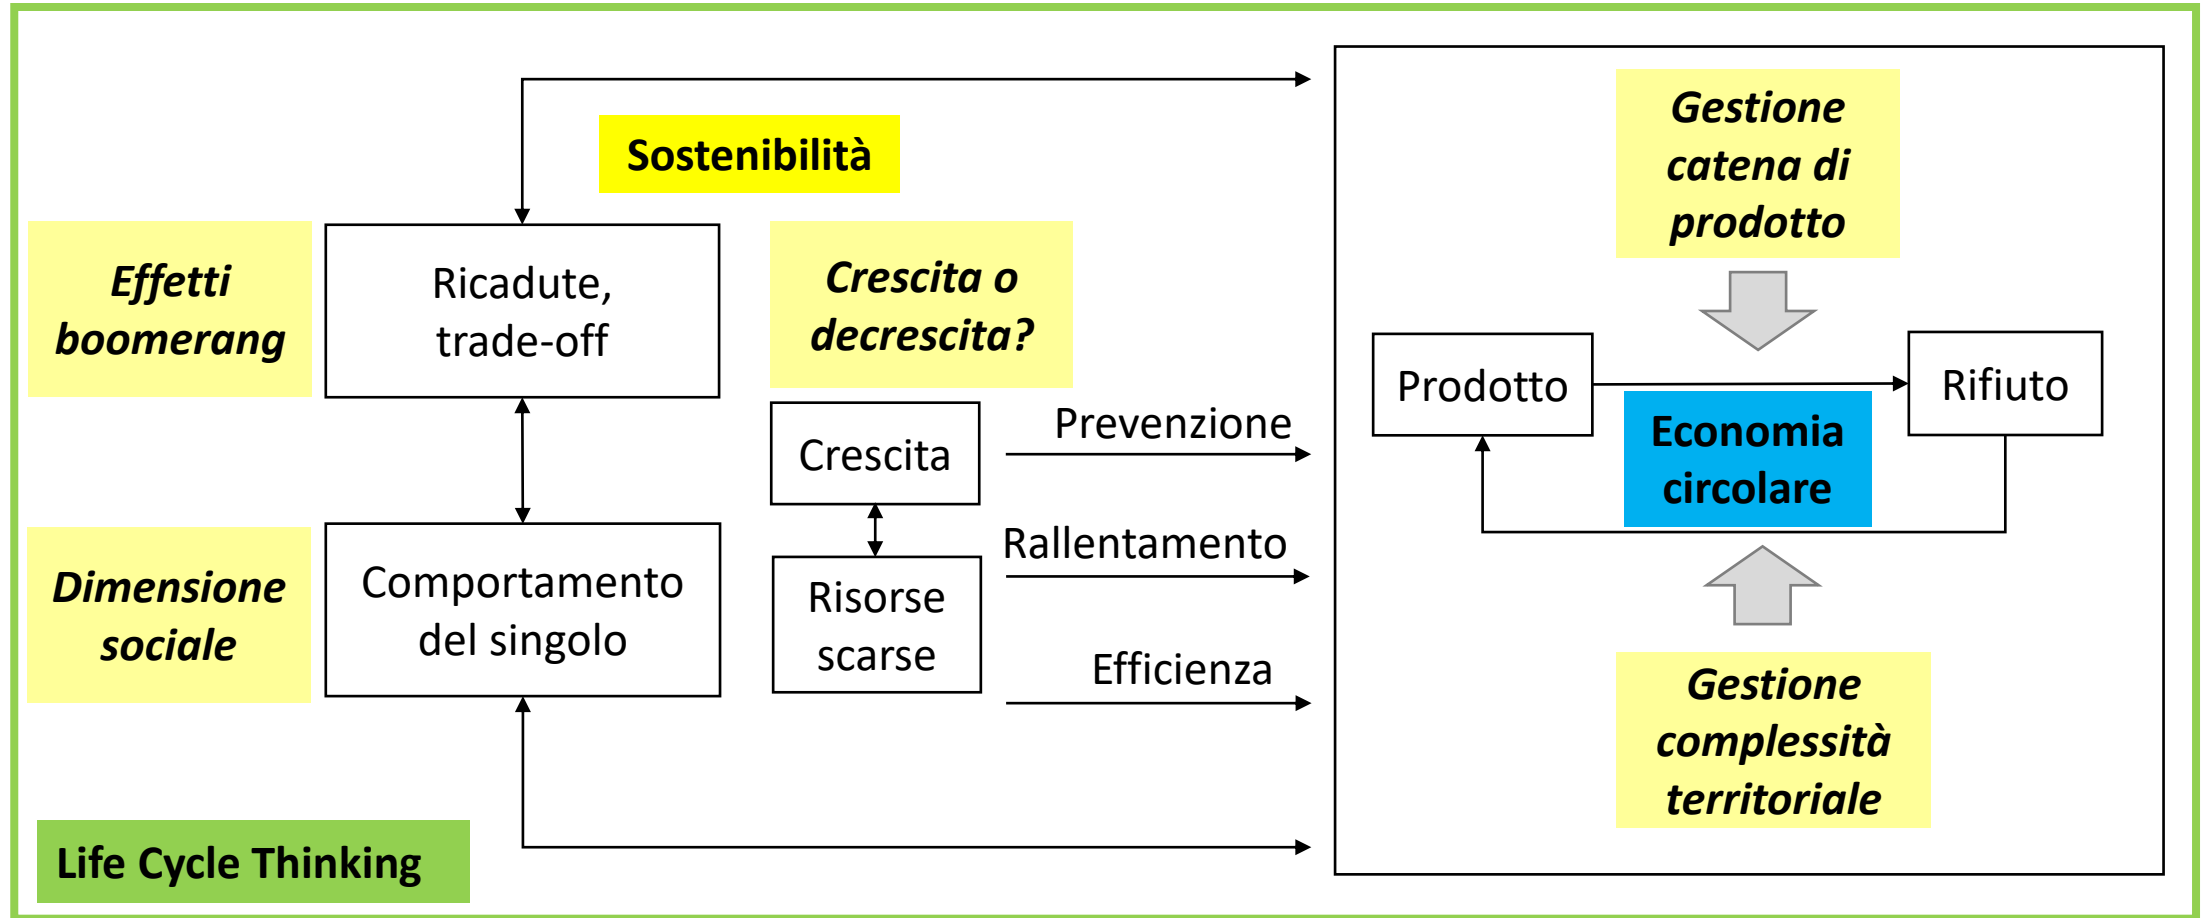 Sostenibilità
Effetti
boomerang
Ricadute,
trade-off
Crescita o
decrescita?
Dimensione
sociale
Comportamento
del singolo
Crescita
Risorse
scarse
Prevenzione
Rallentamento
Efficienza
Gestione
catena di
prodotto
Prodotto
Rifiuto
Economia
circolare
Gestione
complessità
territoriale
Life Cycle Thinking